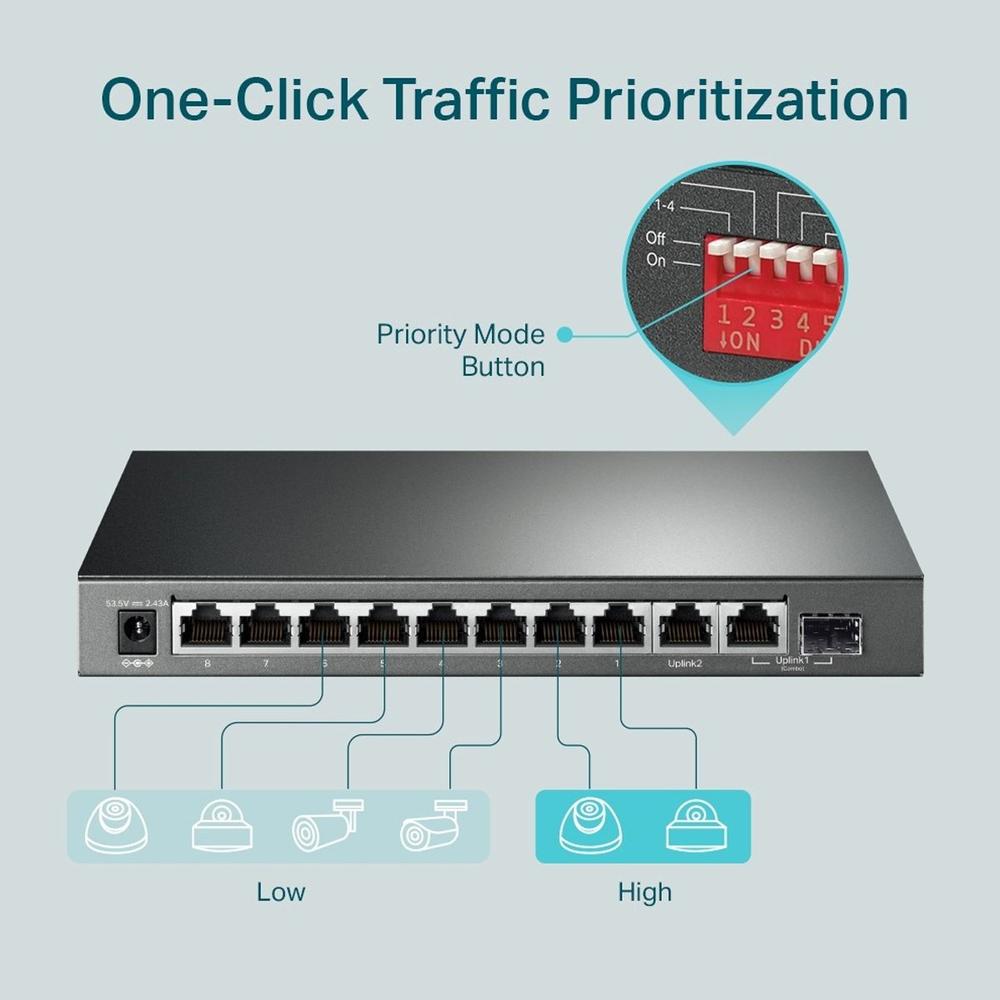 One-Click Traffic Prioritization
1-4
Off
On
1 2 3 4 5
↓ON
Priority Mode
Button
53.5V ⎓ 2.43A
8 7 6 5 4 3 2 1 Uplink2 Uplink1
(Combo)
Low
High